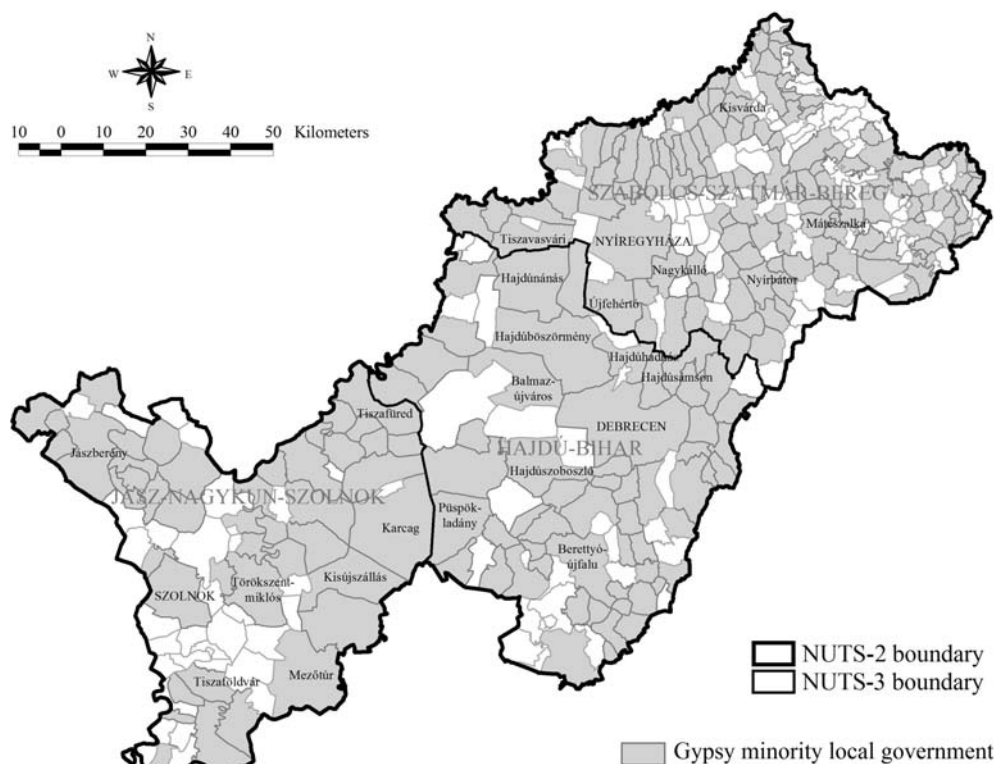 N
W E
S
10 0 10 20 30 40 50 Kilometers
Kisvárda
SZABOLCS-SZATMÁR-BEREG
Mátészalka
Tiszavasvári
NYÍREGYHÁZA
Nagykálló
Nyírbátor
Hajdúnánás
Újfehértó
Hajdúböszörmény
Hajdúhadház
Hajdúsámson
Balmaz-
újváros
Tiszafüred
DEBRECEN
HAJDÚ-BIHAR
Jászberény
Hajdúszoboszló
JÁSZ-NAGYKUN-SZOLNOK
Karcag
Püspök-
ladány
Berettyó-
újfalu
Kisújszállás
Törökszent-
miklós
SZOLNOK
Mezőtúr
Tiszaföldvár
NUTS-2 boundary
NUTS-3 boundary
Gypsy minority local government